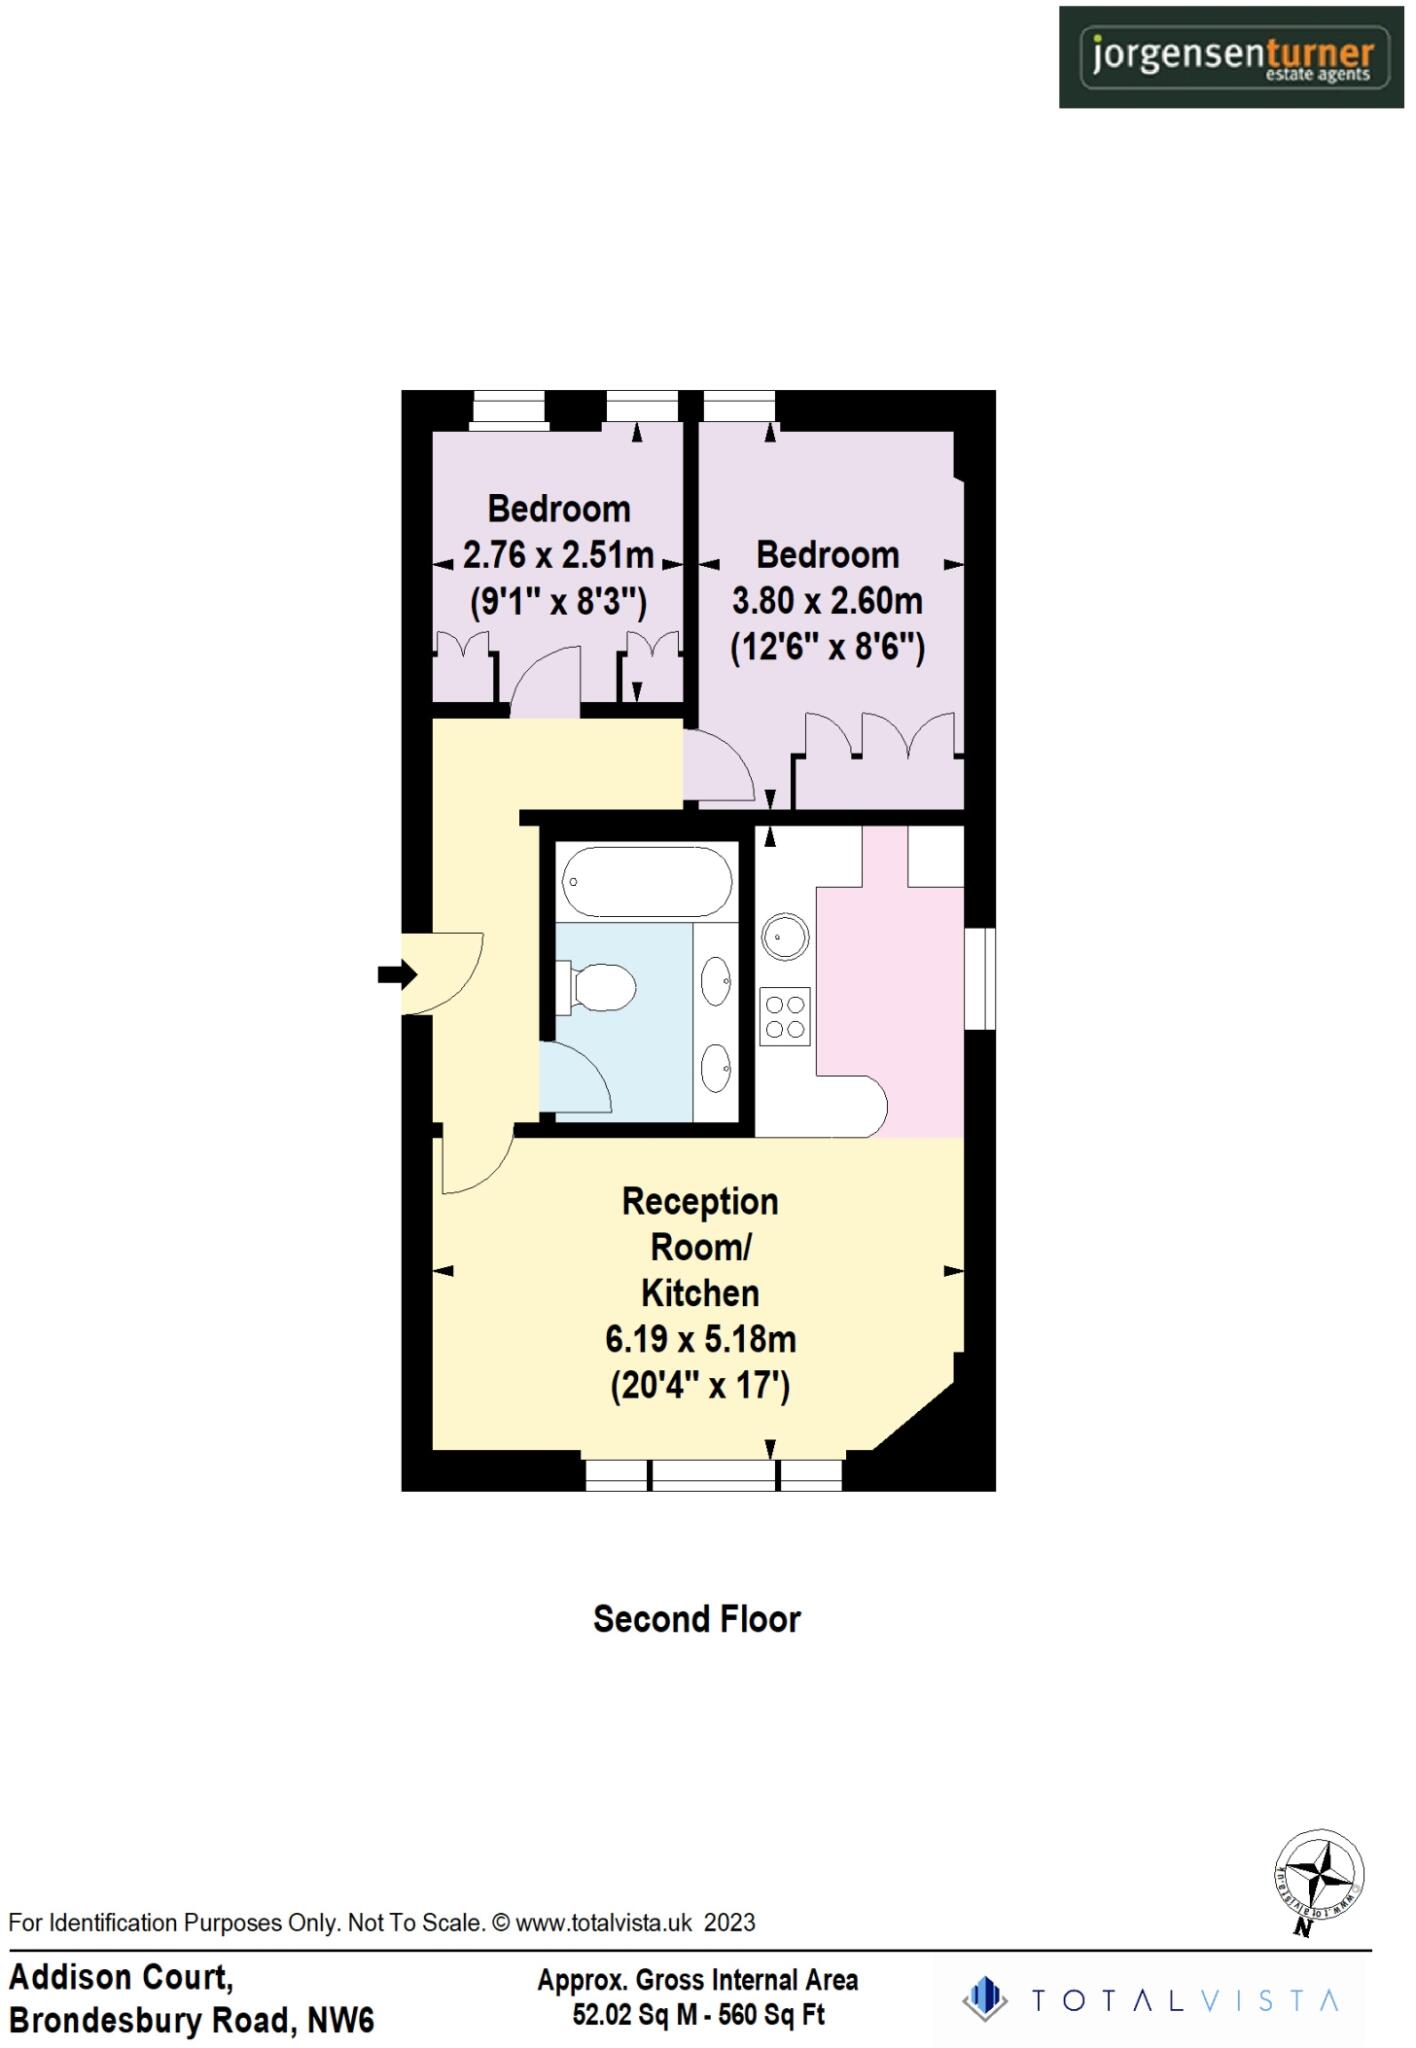 jorgensenturner
estate agents
Bedroom
2.76 x 2.51m
(9'1" x 8'3")
Bedroom
3.80 x 2.60m
(12'6" x 8'6")
Reception
Room/
Kitchen
6.19 x 5.18m
(20'4" x 17')
Second Floor
www.totalvista.uk
N
For Identification Purposes Only. Not To Scale. © www.totalvista.uk 2023
Addison Court,
Brondesbury Road, NW6
Approx. Gross Internal Area
52.02 Sq M - 560 Sq Ft
TOTALVISTA